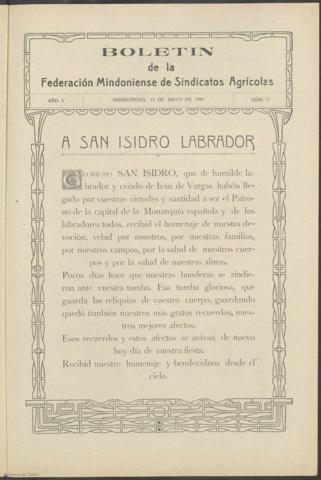 BOLETIN
de la
Federación Mindoniense de Sindicatos Agrícolas
AÑO V MONDOÑEDO, 15 DE MAYO DE NÚM.
A SAN ISIDRO LABRADOR
GLORIOSO SAN ISIDRO, que de humilde la-
brador y criado de Iván de Vargas habéis lle-
gado por vuestras virtudes y santidad a ser el Patro-
no de la capital de la Monarquía española y de los
labradores todos, recibid el homenaje de nuestra de-
voción, velad por nosotros, por nuestras familias,
por nuestros campos, por la salud de nuestros cuer-
pos y por la salud de nuestras almas.
Pocos días hace que nuestras banderas se rindie-
ron ante vuestra tumba. Esa tumba gloriosa, que
guarda las reliquias de vuestro cuerpo, guardando
quedó también nuestros más gratos recuerdos, nues-
tros mejores afectos.
Esos recuerdos y estos afectos se avivan de nuevo
hoy día de vuestra fiesta.
Recibid nuestro homenaje y bendecidnos desde el
cielo.
Biblioteca de Galicia